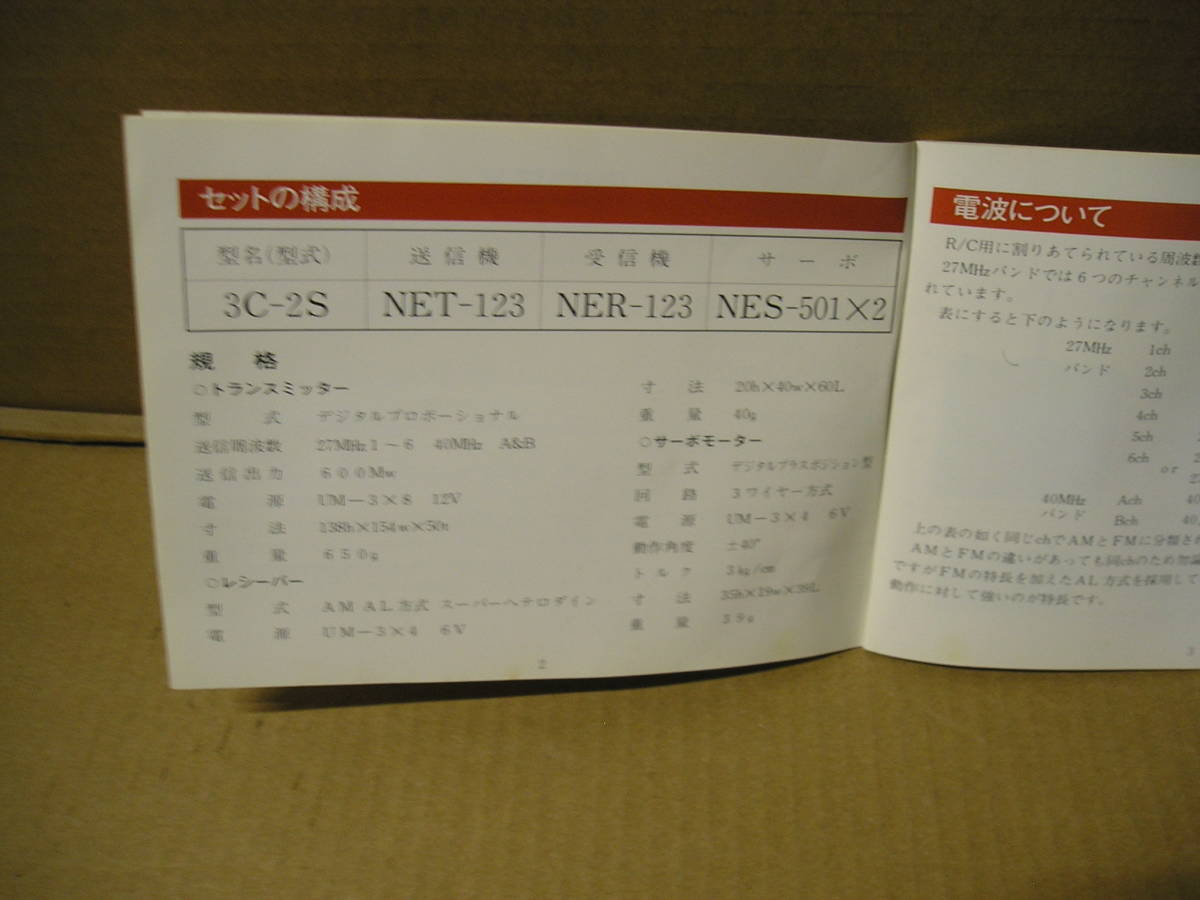 セットの構成
型名(型式) 送信機 受信機 サーボ
3C-2S NET-123 NER-123 NES-501×2
規格
○トランスミッター
型式 デジタルプロポーショナル
送信周波数 27MHz1～6 40MHz A&B
送信出力 600Mw
電源 UM-3×8 12V
寸法 138h×154w×50t
重量 650g
○レシーバー
型式 AM AL方式 スーパーヘテロダイン
電源 UM-3×4 6V
寸法 20h×40w×60L
重量 40g
○サーボモーター
型式 デジタルプラスポジション型
回路 3ワイヤー方式
電源 UM-3×4 6V
動作角度 ±40°
トルク 3kg/cm
寸法 35h×19w×39L
重量 39g
2
電波について
R/C用に割りあてられている周波数
27MHzバンドでは6つのチャンネル
れています。
表にすると下のようになります。
27MHz 1ch
バンド 2ch
3ch
4ch
5ch
6ch
or
40MHz Ach 40
バンド Bch 40.
上の表の如く同じchでAMとFMに分類され
AMとFMの違いがあっても同chのため勿論
ですがFMの特長を加えたAL方式を採用して
動作に対して強いのが特長です。
3